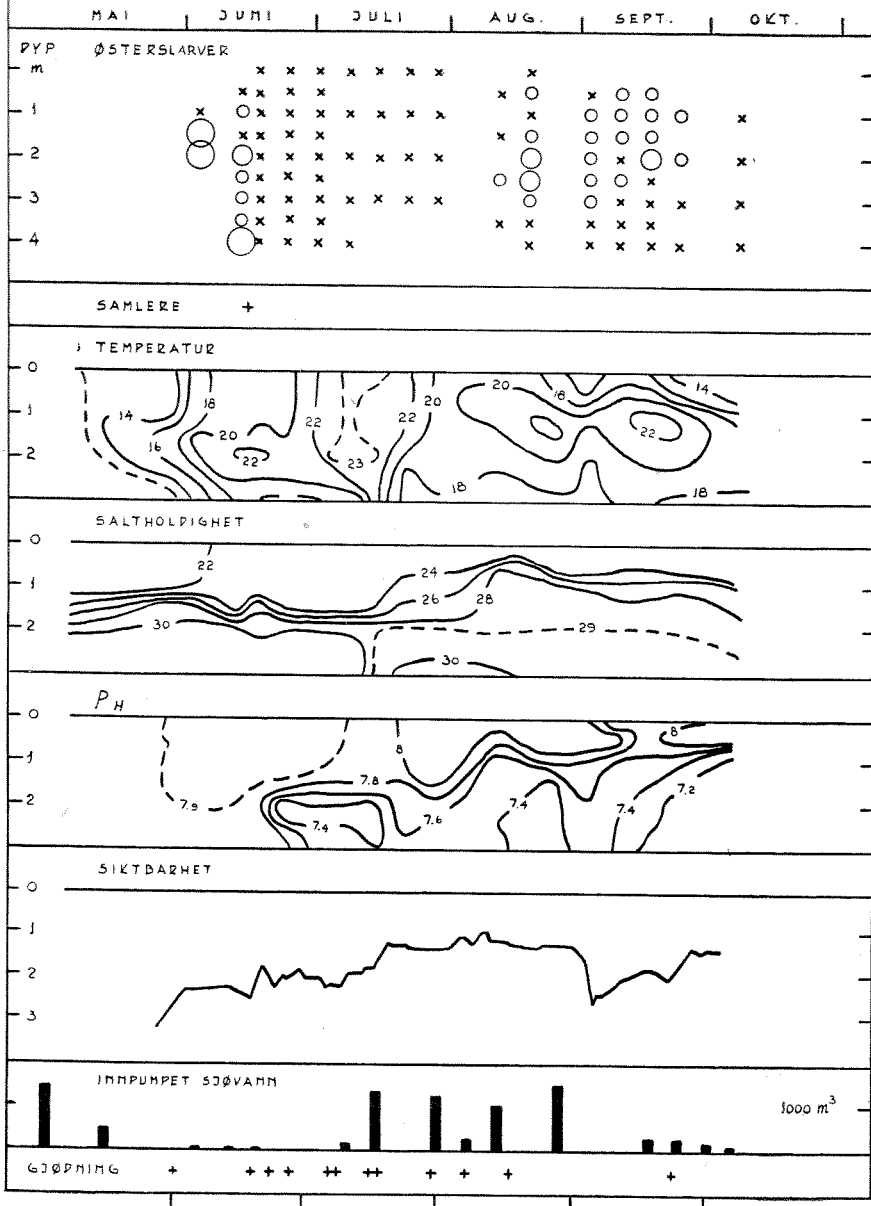 MAI JUNI JULI AUG. SEPT. OKT.
DYP ØSTERSLARVER
m
1
2
3
4
SAMLERE +
TEMPERATUR
0
1
2
14 16 18 20 22 22 23 22 20 20 18 18 22 14 18
SALTHOLDIGHET
0
1
2
22 30 24 26 28 29 30
PH
0
1
2
7.9 7.8 8 7.4 7.6 7.4 7.4 7.2 8
SIKTBARHET
0
1
2
3
INNPUMPET SJØVANN
1000 m³
GJØDNING + + + + + + + + + + + +